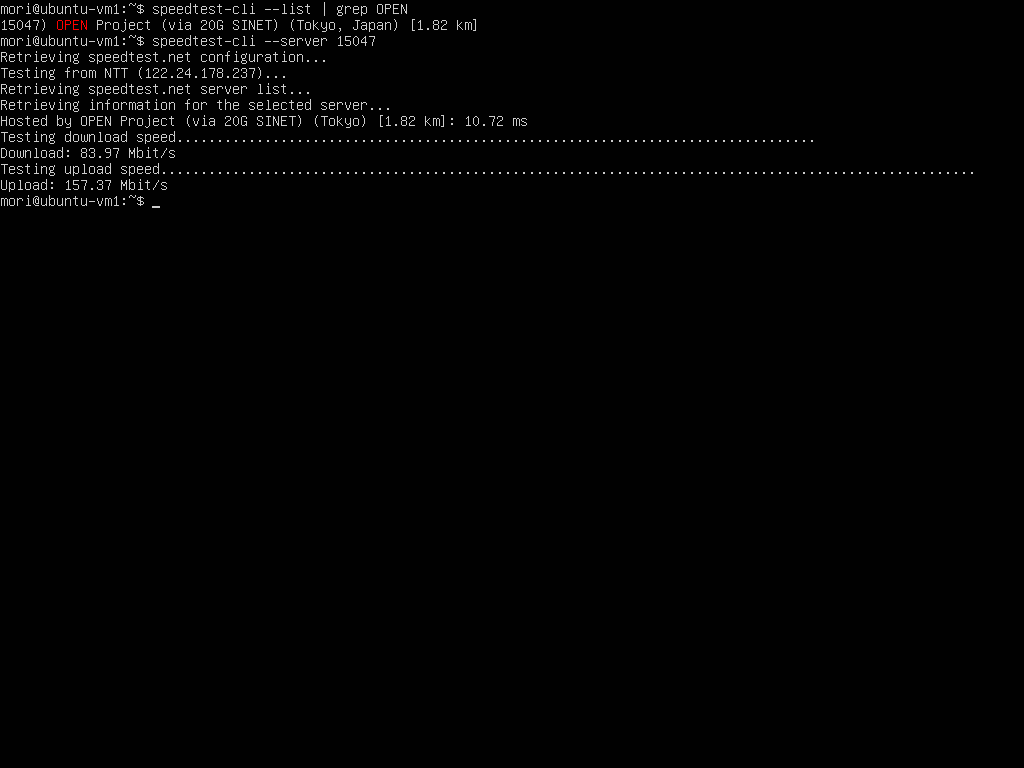 mori@ubuntu-vm1:~$ speedtest-cli --list | grep OPEN
15047) OPEN Project (via 20G SINET) (Tokyo, Japan) [1.82 km]
mori@ubuntu-vm1:~$ speedtest-cli --server 15047
Retrieving speedtest.net configuration...
Testing from NTT (122.24.178.237)...
Retrieving speedtest.net server list...
Retrieving information for the selected server...
Hosted by OPEN Project (via 20G SINET) (Tokyo) [1.82 km]: 10.72 ms
Testing download speed................................................................................
Download: 83.97 Mbit/s
Testing upload speed......................................................................................................
Upload: 157.37 Mbit/s
mori@ubuntu-vm1:~$ _